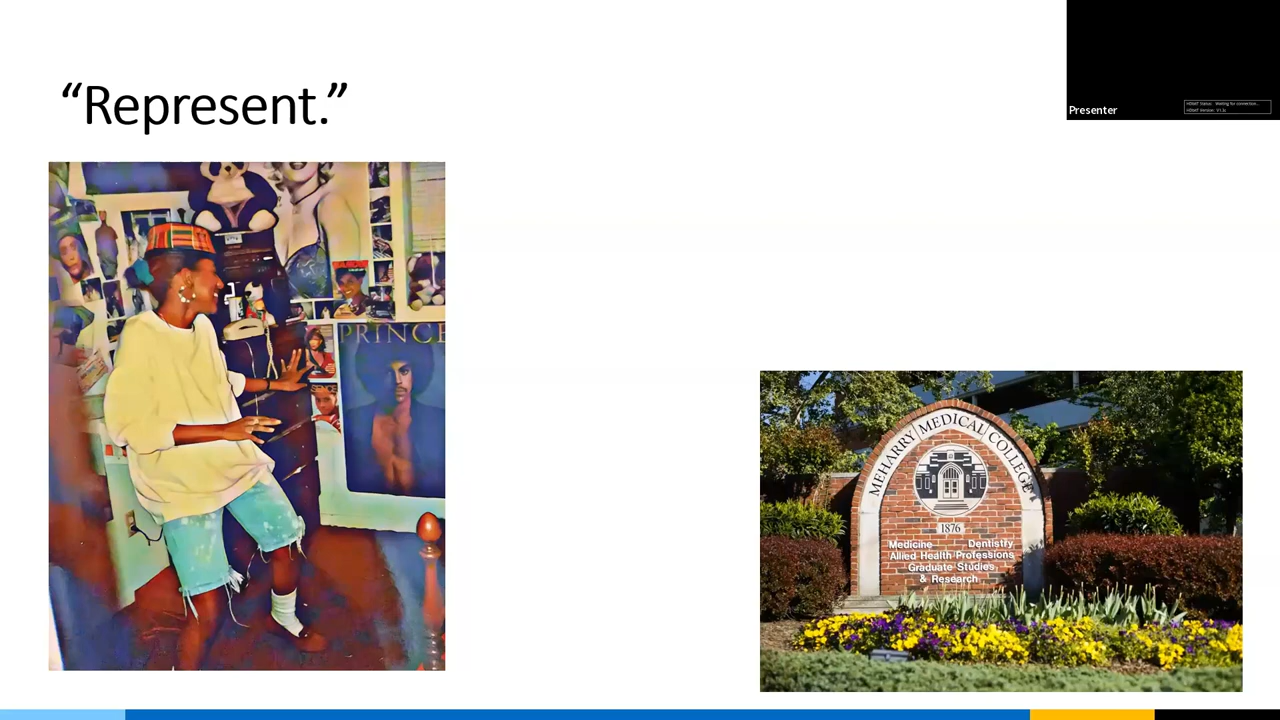 “Represent.”
Presenter
PRINCE
MEHARRY MEDICAL COLLEGE
1876
Medicine Dentistry
Allied Health Professions
Graduate Studies
& Research